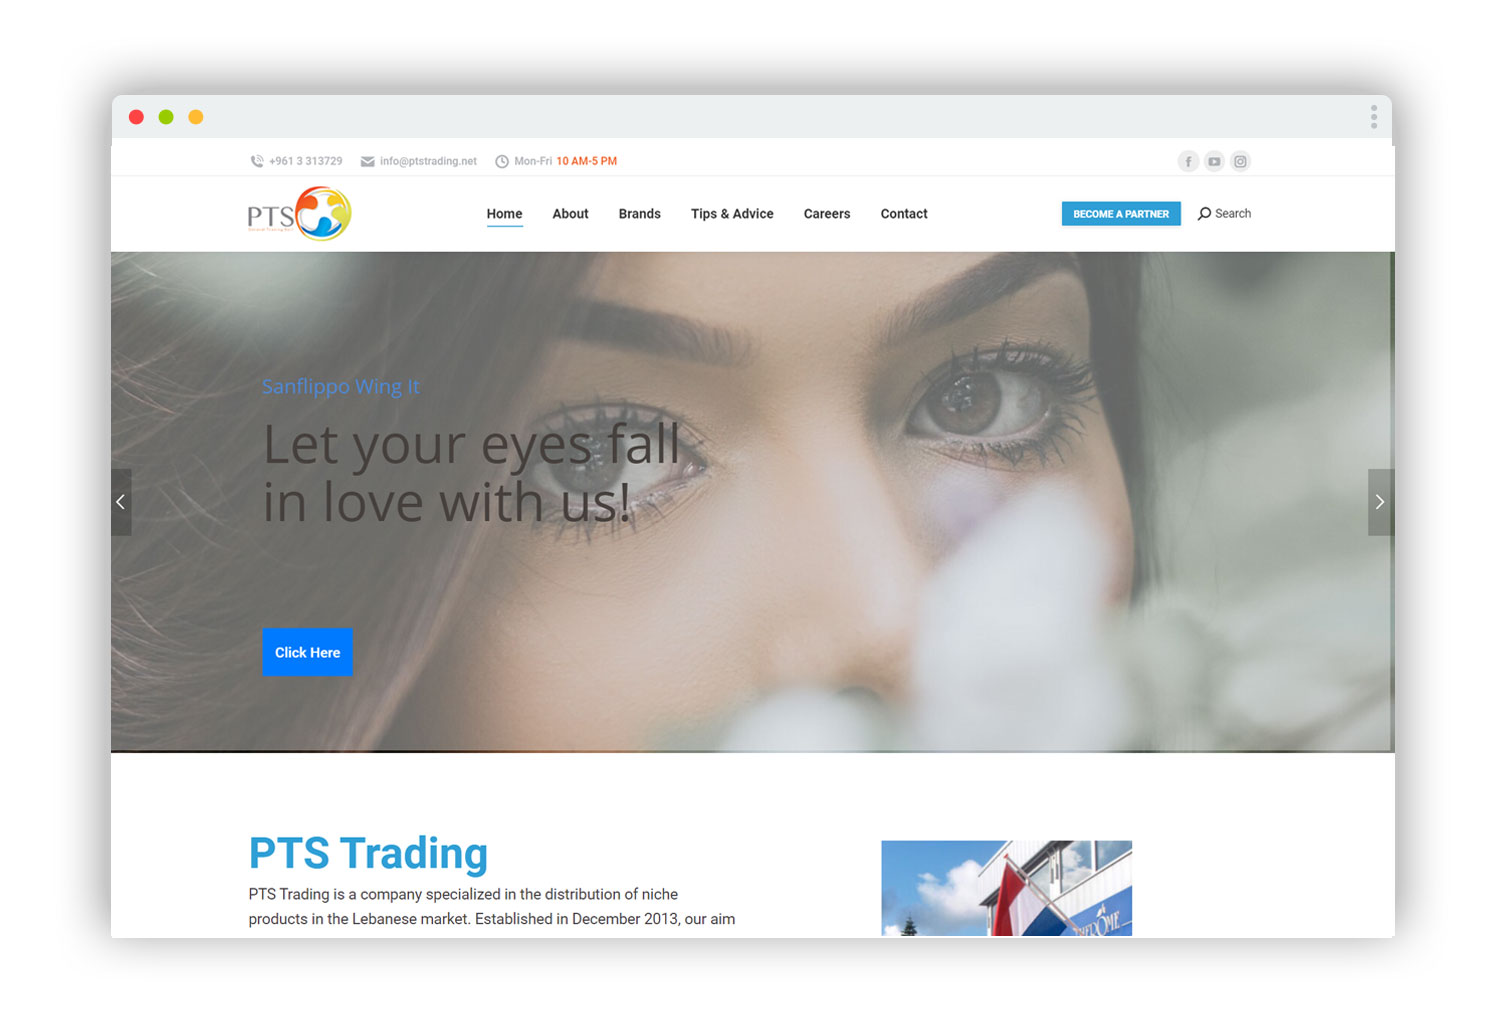 +961 3 313729 info@ptstrading.net Mon-Fri 10 AM-5 PM
PTS
Home About Brands Tips & Advice Careers Contact BECOME A PARTNER Search
Sanflippo Wing It
Let your eyes fall
in love with us!
Click Here
PTS Trading
PTS Trading is a company specialized in the distribution of niche
products in the Lebanese market. Established in December 2013, our aim